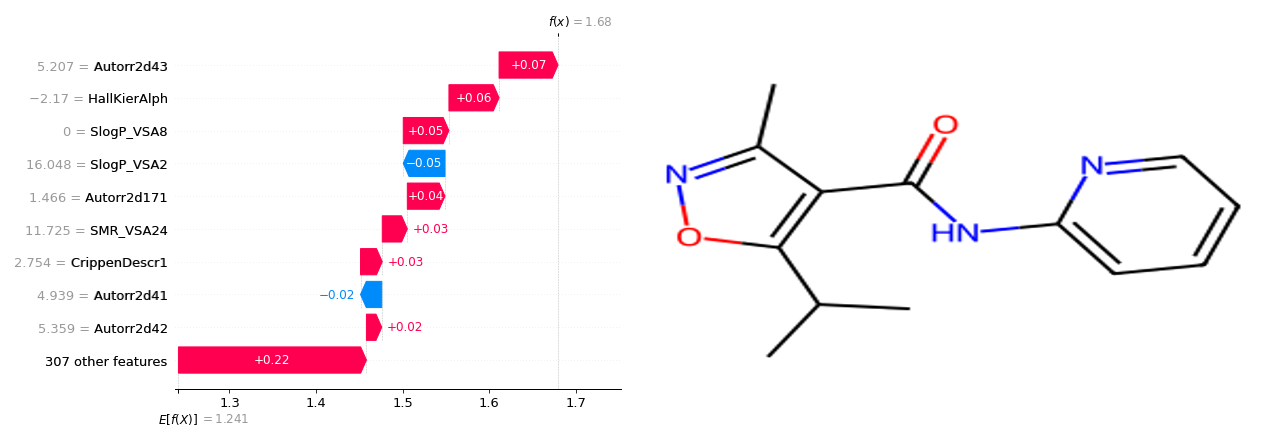 f(x) = 1.68
5.207 = Autorr2d43
+0.07
−2.17 = HallKierAlph
+0.06
0 = SlogP_VSA8
+0.05
16.048 = SlogP_VSA2
−0.05
1.466 = Autorr2d171
+0.04
11.725 = SMR_VSA24
+0.03
2.754 = CrippenDescr1
+0.03
4.939 = Autorr2d41
−0.02
5.359 = Autorr2d42
+0.02
307 other features
+0.22
1.3 1.4 1.5 1.6 1.7
E[f(X)] = 1.241
O
N
N
O
HN